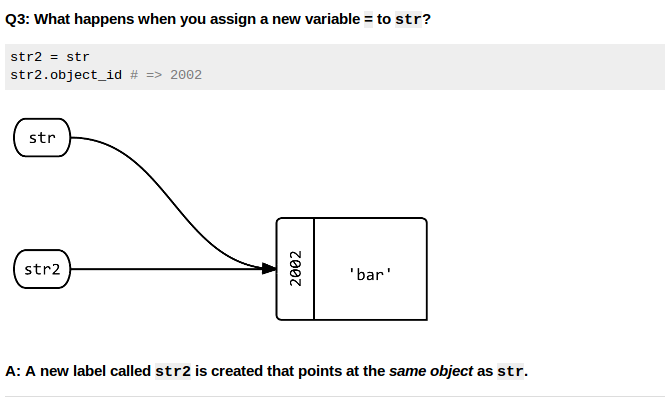 Q3: What happens when you assign a new variable = to str?
str2 = str
str2.object_id # => 2002
str
str2
2002
'bar'
A: A new label called str2 is created that points at the same object as str.